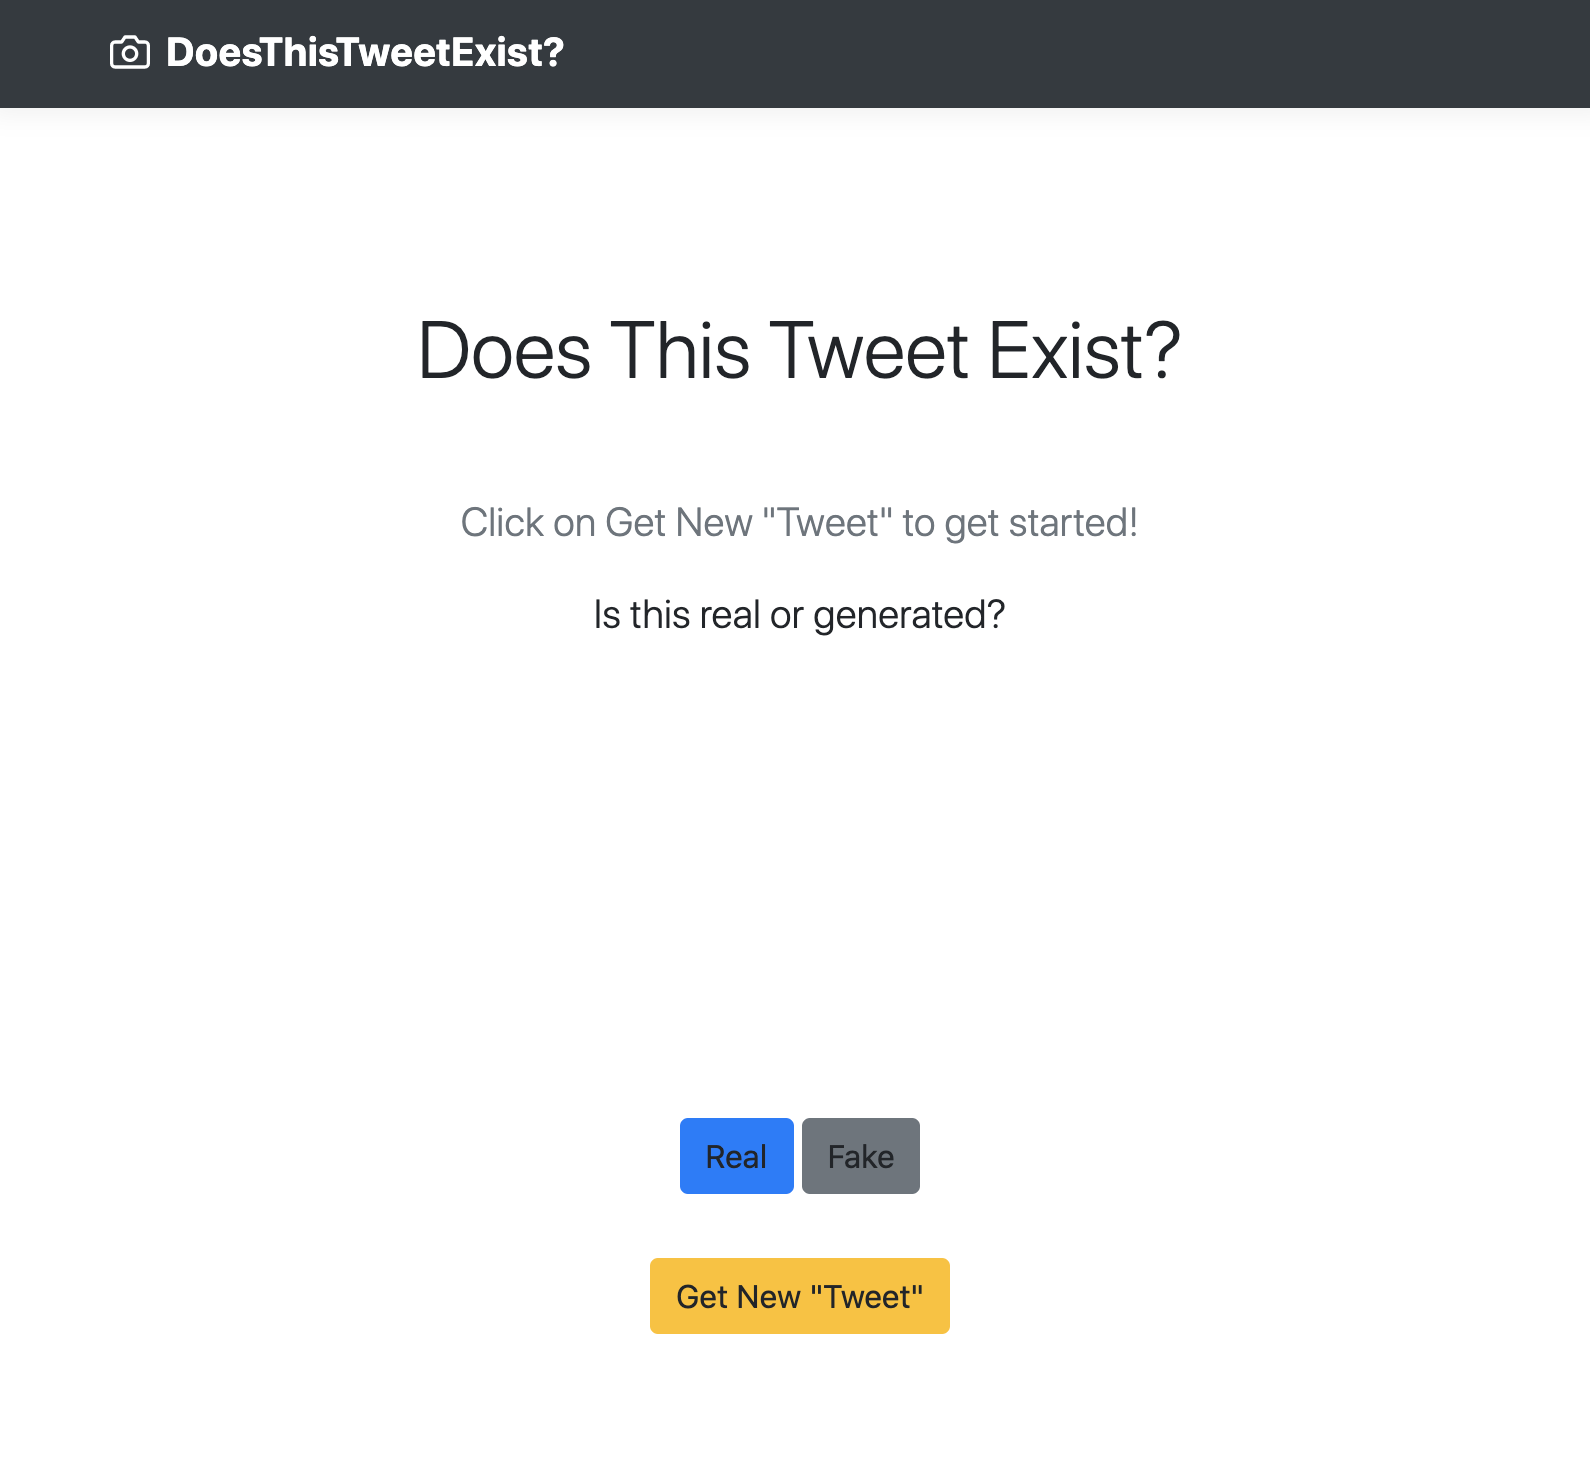 DoesThisTweetExist?
Does This Tweet Exist?
Click on Get New "Tweet" to get started!
Is this real or generated?
Real Fake
Get New "Tweet"